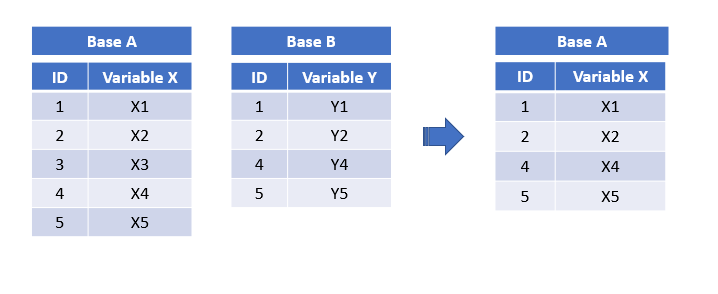 Base A
ID Variable X
1 X1
2 X2
3 X3
4 X4
5 X5
Base B
ID Variable Y
1 Y1
2 Y2
4 Y4
5 Y5
Base A
ID Variable X
1 X1
2 X2
4 X4
5 X5